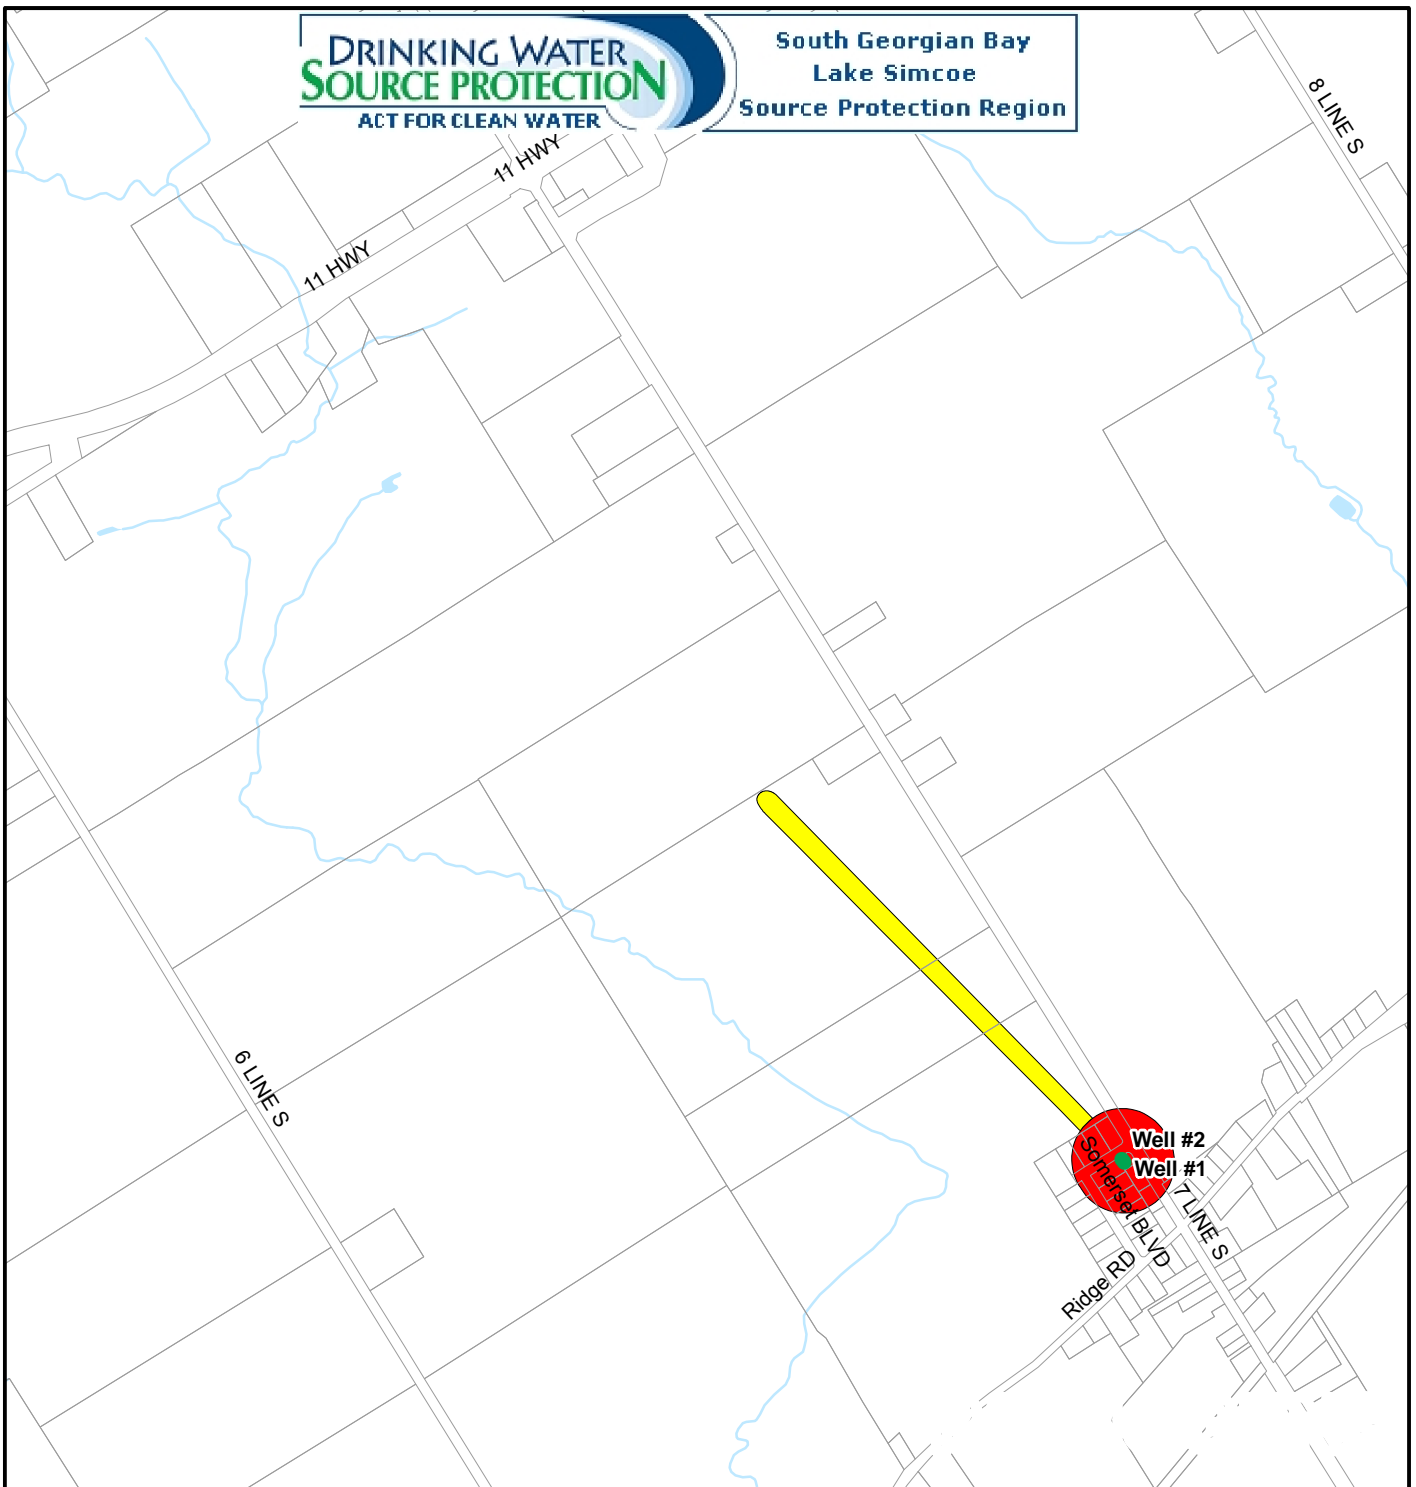 DRINKING WATER
SOURCE PROTECTION
ACT FOR CLEAN WATER
South Georgian Bay
Lake Simcoe
Source Protection Region
8 LINE S
11 HWY
11 HWY
6 LINE S
Well #2
Well #1
Somerset BLVD
7 LINE S
Ridge RD